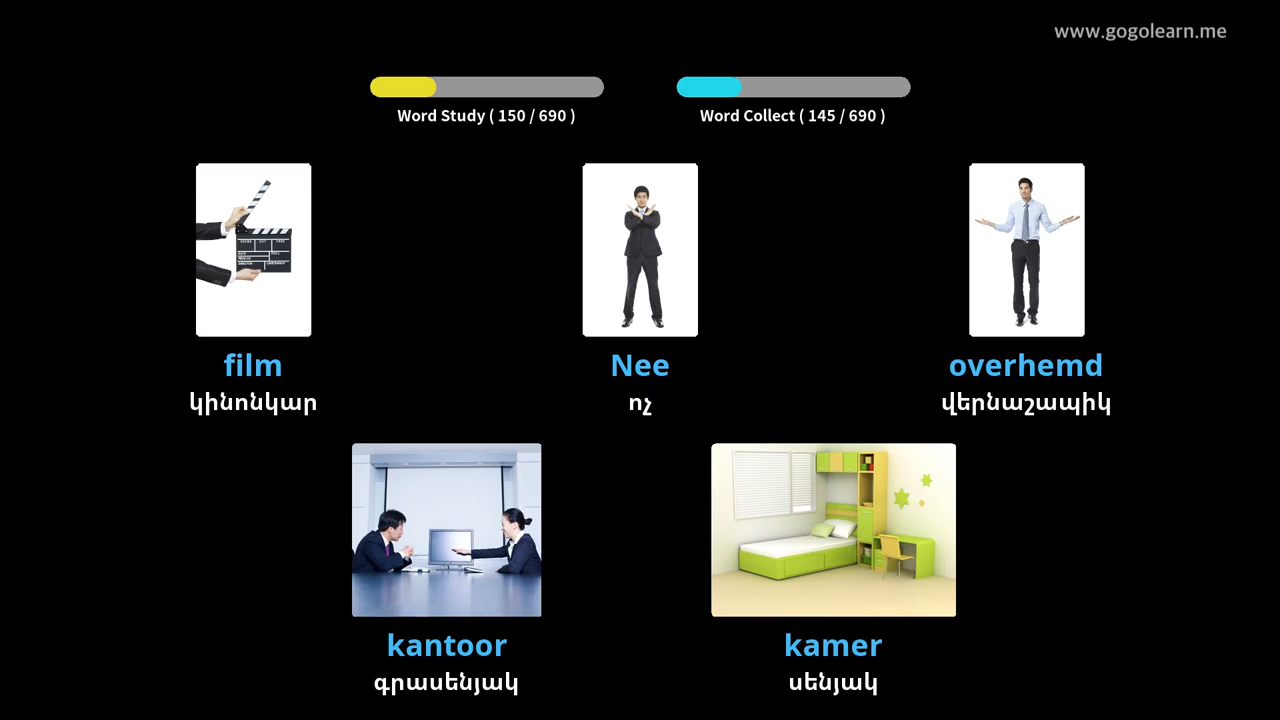 www.gogolearn.me
Word Study ( 150 / 690 )
Word Collect ( 145 / 690 )
film
Nee
overhemd
կինոնկար
ոչ
վերնաշապիկ
kantoor
kamer
գրասենյակ
սենյակ